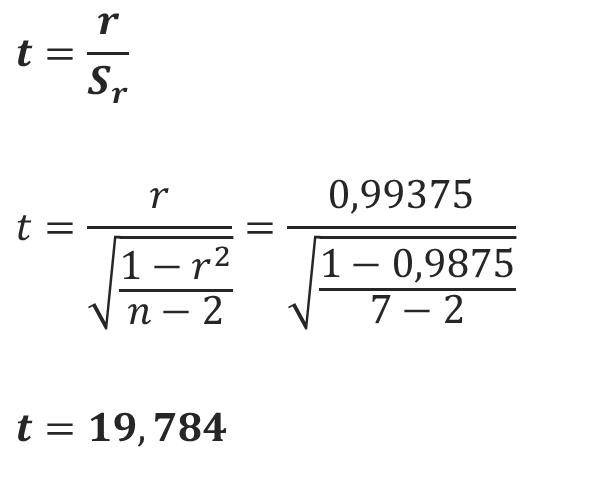 t = r / S_r
t = r / √((1 − r²) / (n − 2)) = 0,99375 / √((1 − 0,9875) / (7 − 2))
t = 19, 784